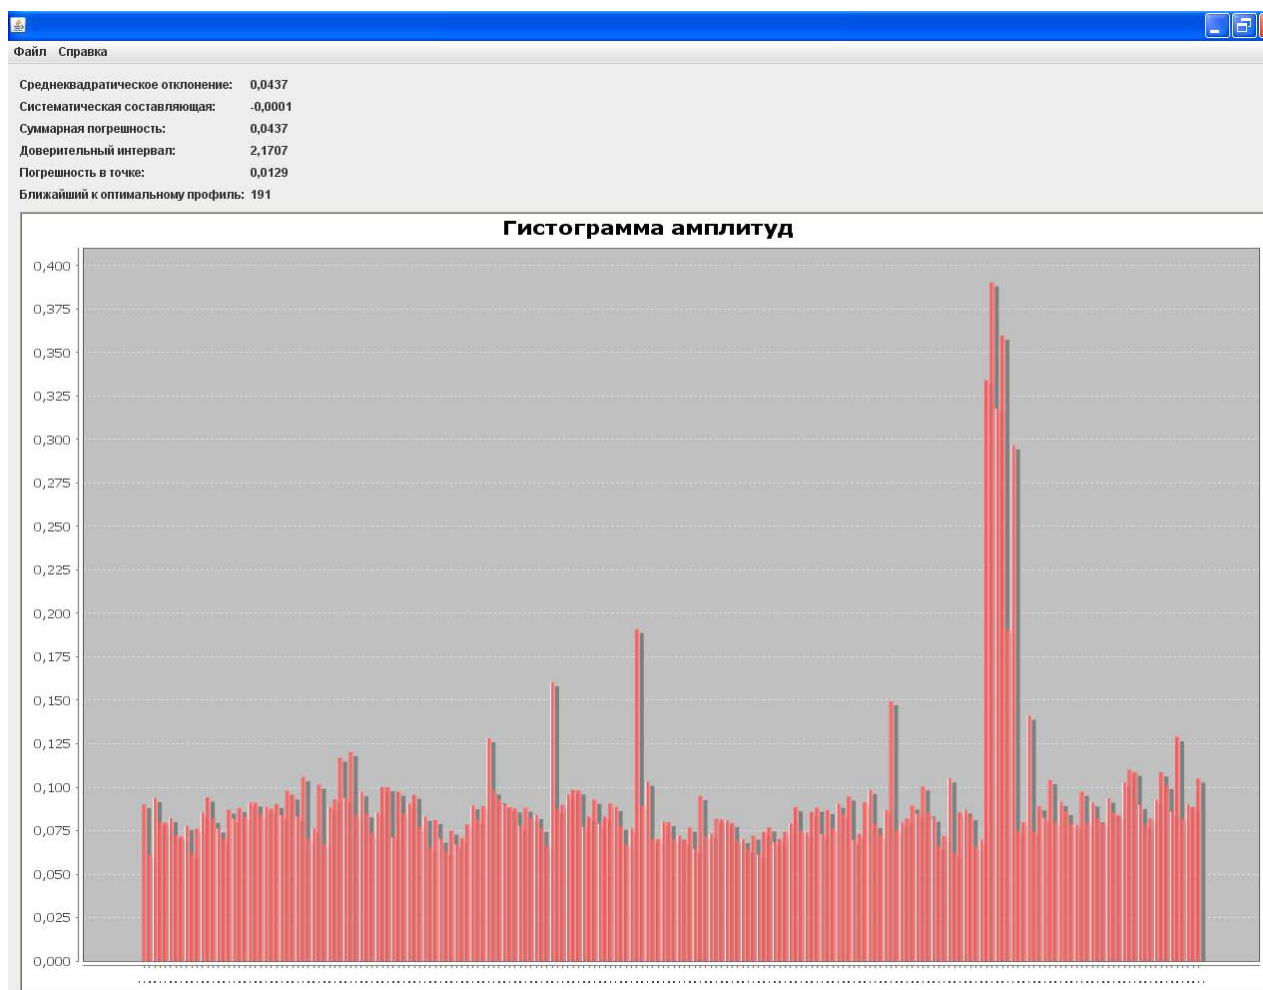 Файл Справка
Среднеквадратическое отклонение: 0,0437
Систематическая составляющая: -0,0001
Суммарная погрешность: 0,0437
Доверительный интервал: 2,1707
Погрешность в точке: 0,0129
Ближайший к оптимальному профиль: 191
Гистограмма амплитуд
0,400
0,375
0,350
0,325
0,300
0,275
0,250
0,225
0,200
0,175
0,150
0,125
0,100
0,075
0,050
0,025
0,000